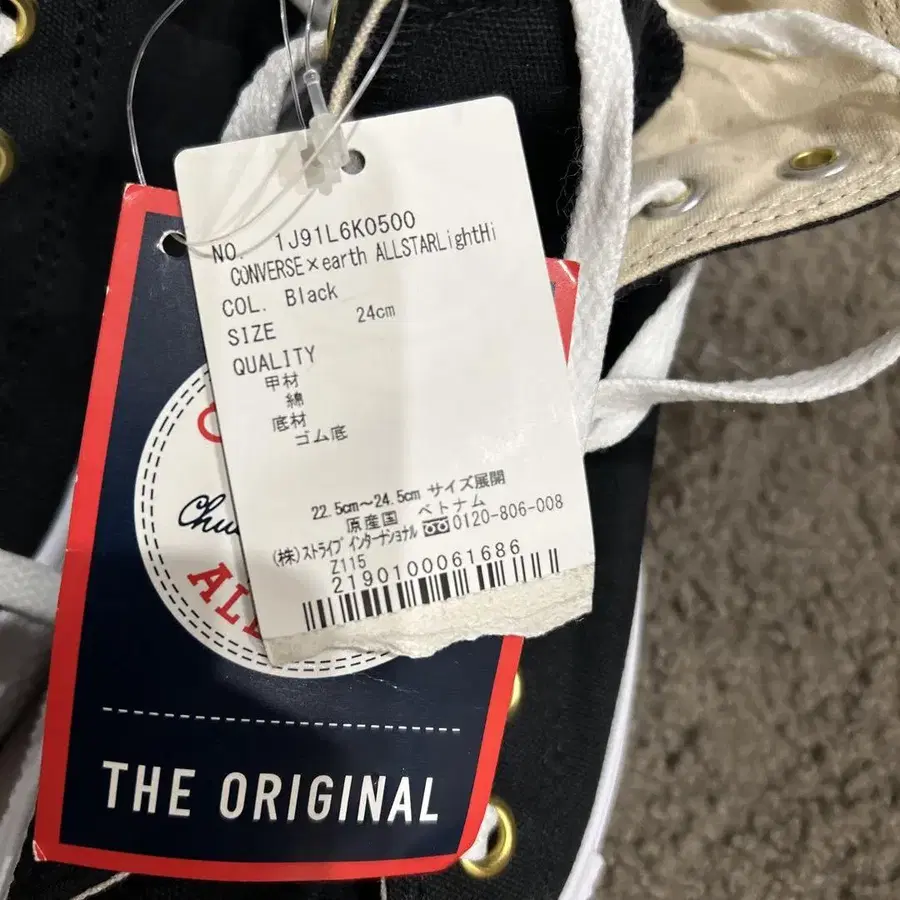 NO. 1J91L6K0500
CONVERSE×earth ALLSTARLightHi
COL. Black
SIZE 24cm
QUALITY
甲材
綿
底材
ゴム底
22.5cm～24.5cm サイズ展開
原産国 ベトナム
(株)ストライプインターナショナル 0120-806-008
Z115
2190100061686
Chu
ALL
THE ORIGINAL